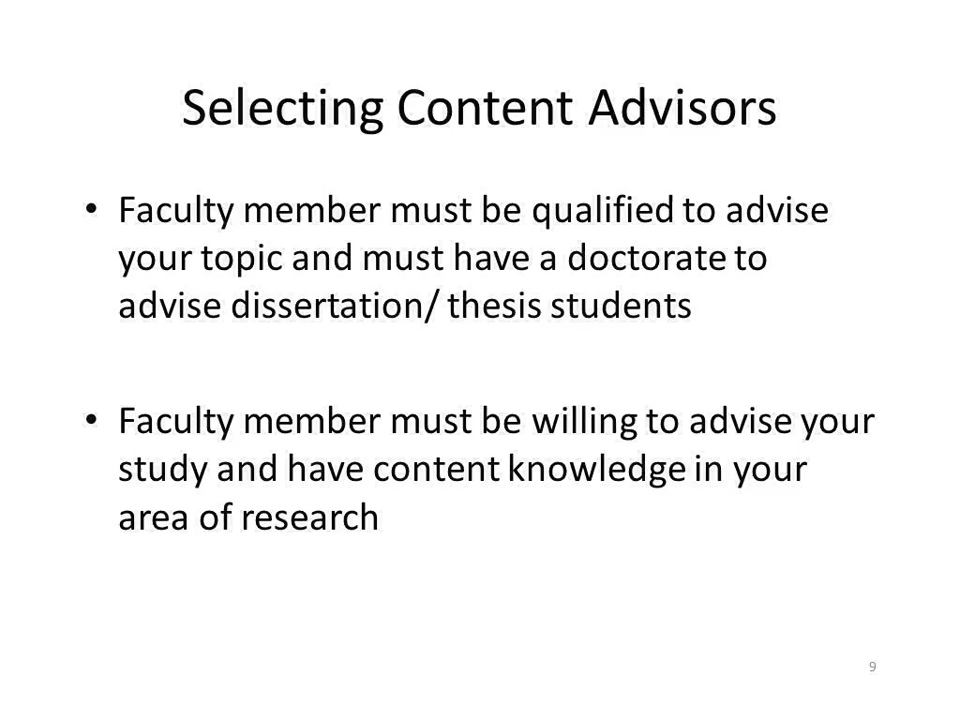 Selecting Content Advisors
• Faculty member must be qualified to advise
your topic and must have a doctorate to
advise dissertation/ thesis students
• Faculty member must be willing to advise your
study and have content knowledge in your
area of research
9